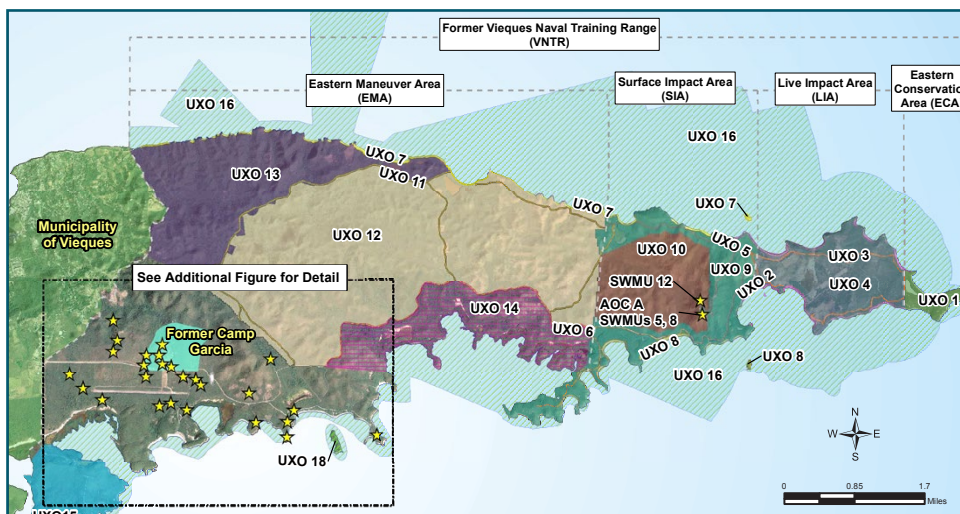 Former Vieques Naval Training Range
(VNTR)
Eastern Maneuver Area
(EMA)
Surface Impact Area
(SIA)
Live Impact Area
(LIA)
Eastern
Conservatio
Area (ECA
UXO 16
UXO 16
UXO 7
UXO 11
UXO 13
UXO 7
UXO 7
Municipality
of Vieques
UXO 12
UXO 10
UXO 5
UXO 9
UXO 3
UXO 2
UXO 4
See Additional Figure for Detail
SWMU 12
UXO 1
AOC A
SWMUs 5, 8
UXO 14
UXO 6
Former Camp
Garcia
UXO 8
UXO 16
UXO 8
N
W E
S
UXO 18
0 0.85 1.7
Miles
UXO15